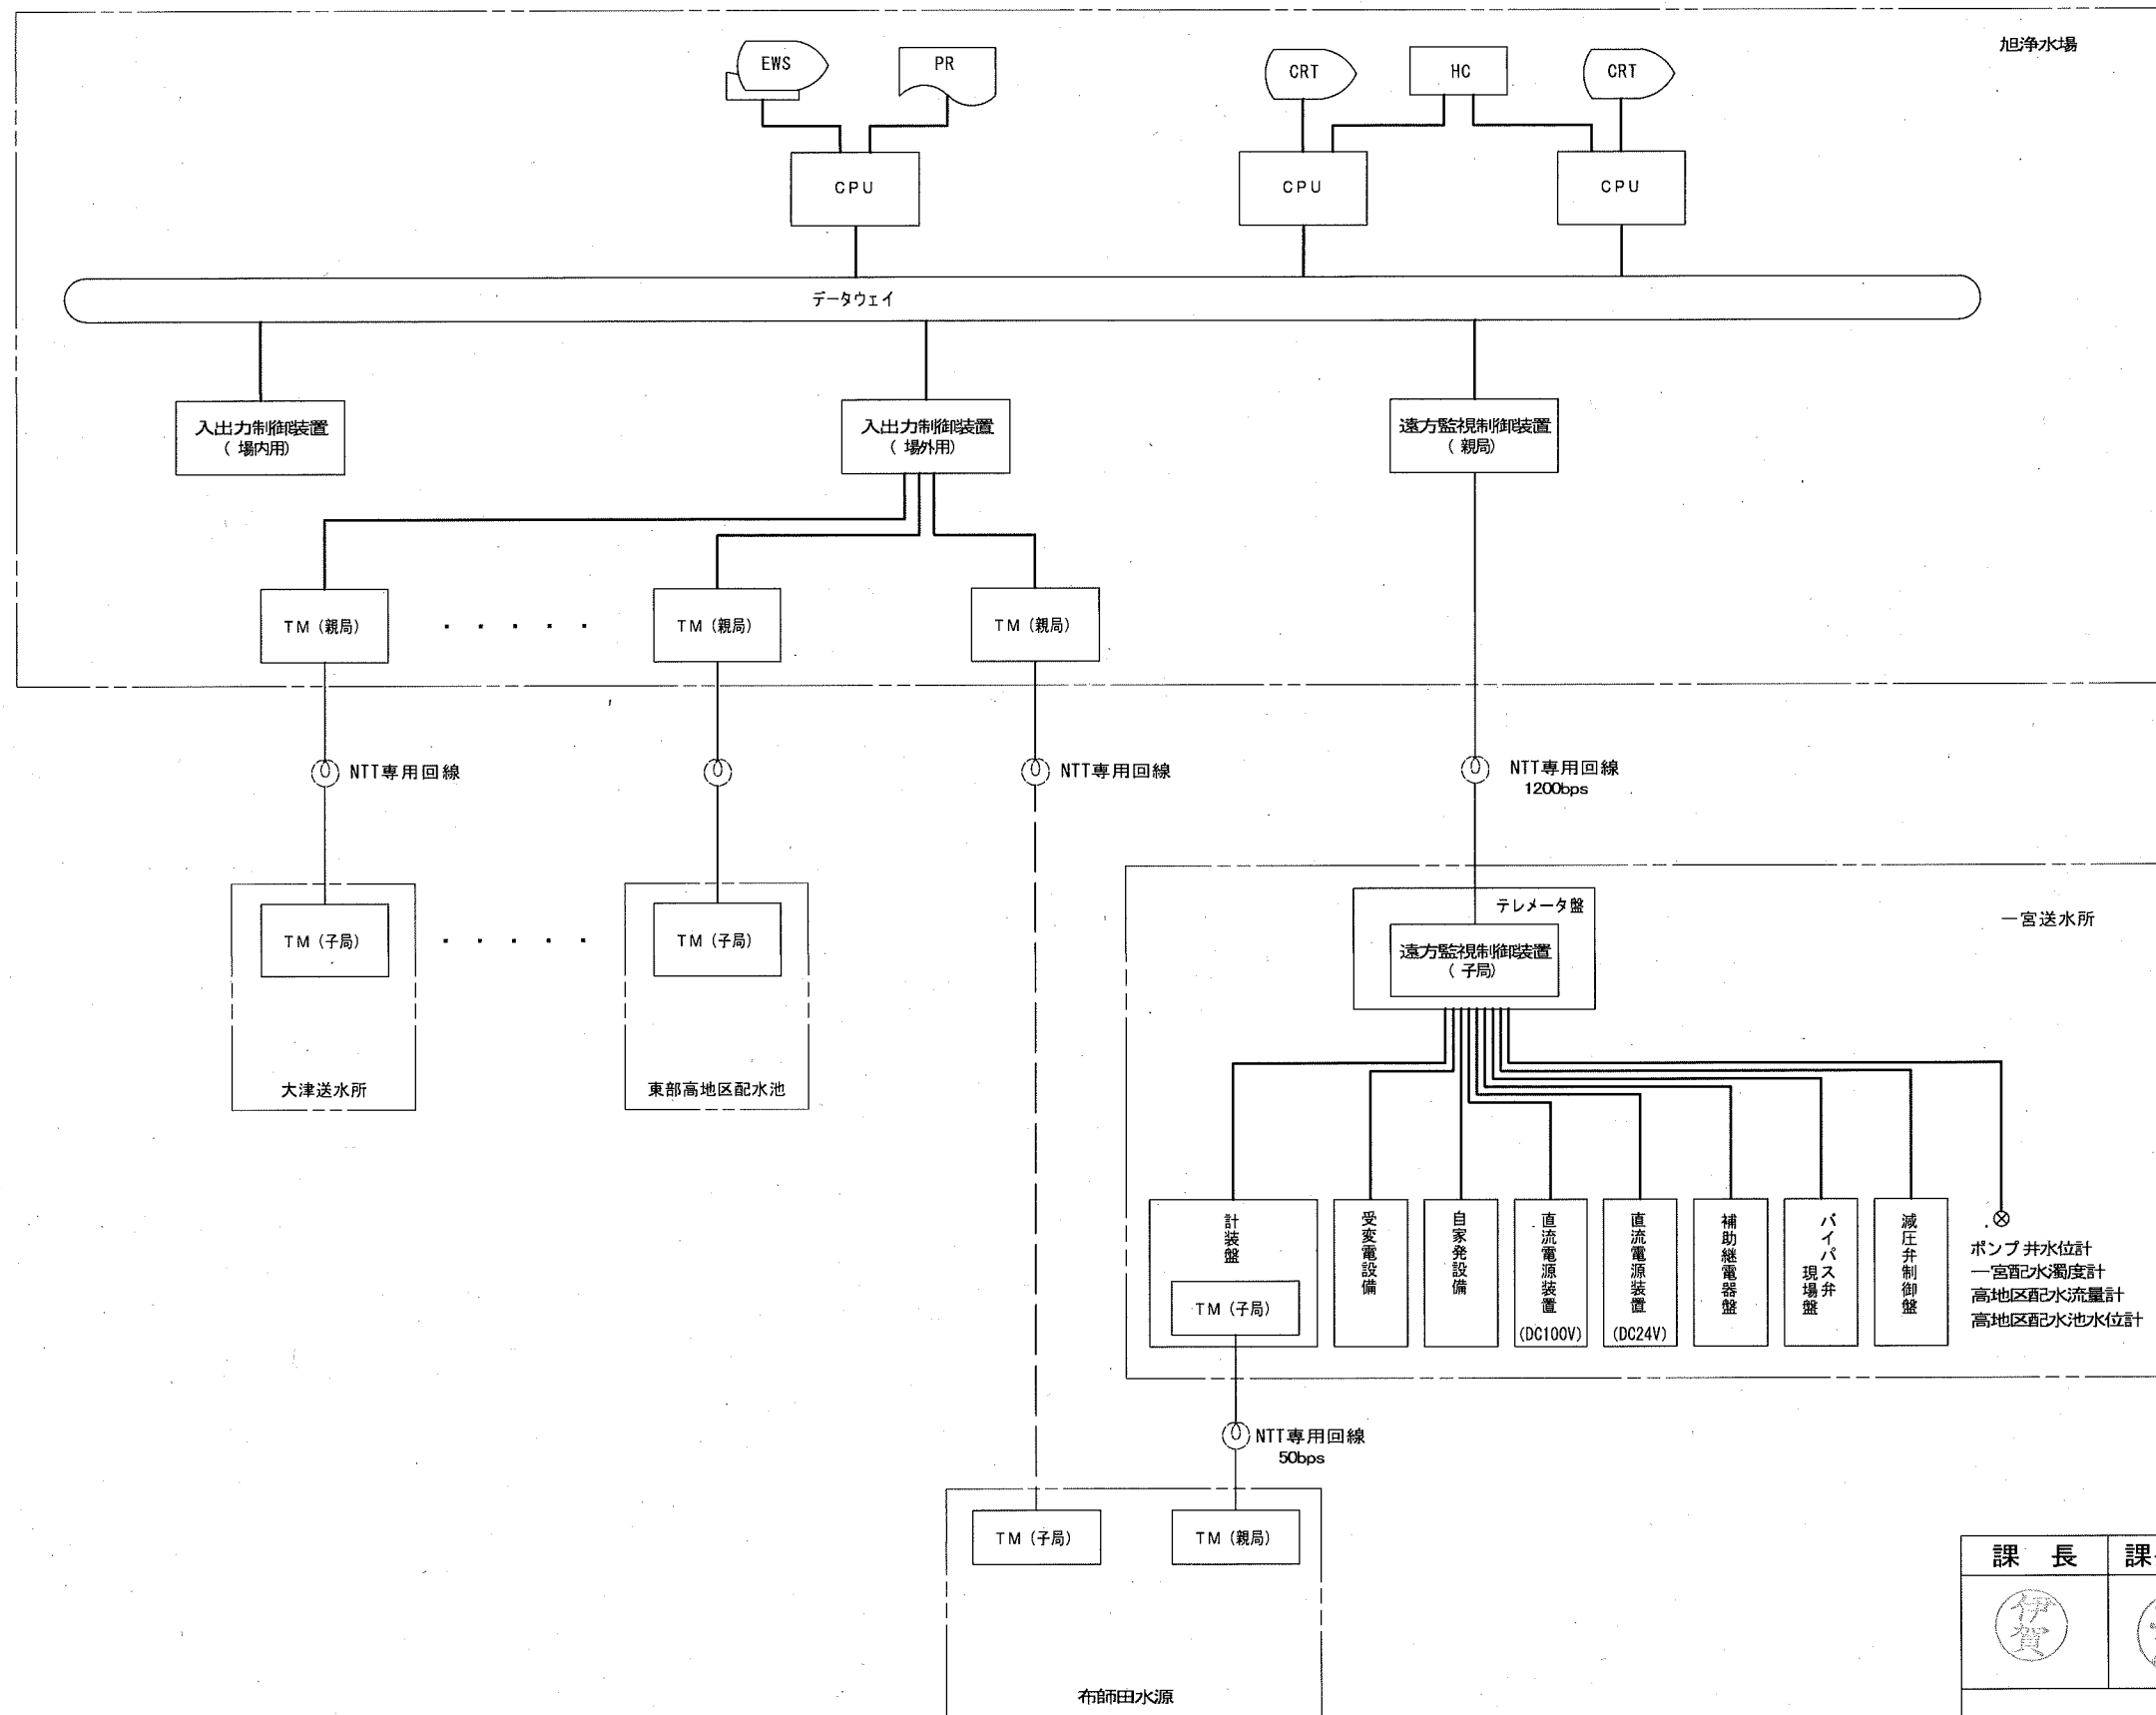 旭浄水場
EWS
PR
CRT
HC
CRT
CPU
CPU
CPU
データウェイ
入出力制御装置
(場内用)
入出力制御装置
(場外用)
遠方監視制御装置
(親局)
TM(親局)
・・・・・
TM(親局)
TM(親局)
NTT専用回線
NTT専用回線
NTT専用回線
1200bps
テレメータ盤
一宮送水所
TM(子局)
・・・・・
TM(子局)
遠方監視制御装置
(子局)
大津送水所
東部高地区配水池
計装盤
TM(子局)
受変電設備
自家発設備
直流電源装置
(DC100V)
直流電源装置
(DC24V)
補助継電器盤
バイパス弁
現場盤
減圧弁制御盤
ポンプ井水位計
一宮配水濁度計
高地区配水流量計
高地区配水池水位計
NTT専用回線
50bps
TM(子局)
TM(親局)
布師田水源
課 長
課
伊賀